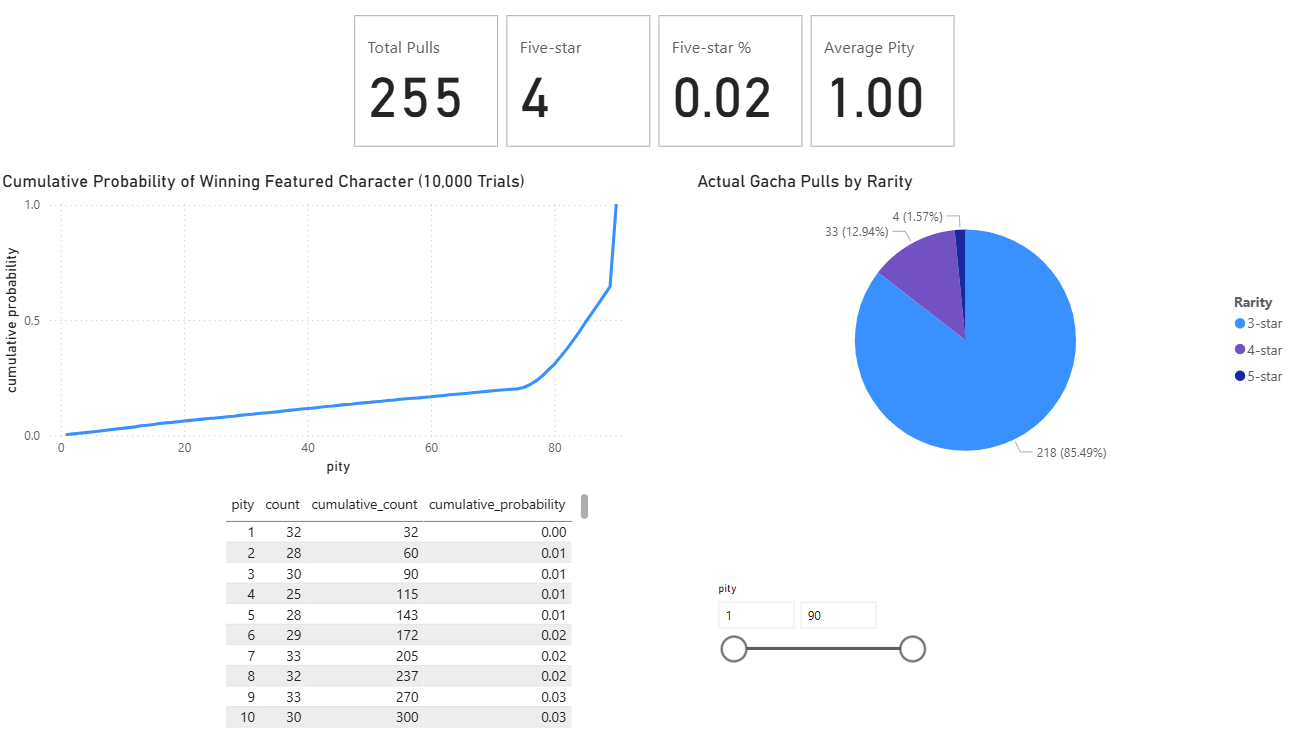 Total Pulls
255
Five-star
4
Five-star %
0.02
Average Pity
1.00
Cumulative Probability of Winning Featured Character (10,000 Trials)
cumulative probability
1.0
0.5
0.0
0 20 40 60 80
pity
Actual Gacha Pulls by Rarity
4 (1.57%)
33 (12.94%)
218 (85.49%)
Rarity
3-star
4-star
5-star
pity count cumulative_count cumulative_probability
1 32 32 0.00
2 28 60 0.01
3 30 90 0.01
4 25 115 0.01
5 28 143 0.01
6 29 172 0.02
7 33 205 0.02
8 32 237 0.02
9 33 270 0.03
10 30 300 0.03
pity
1 90